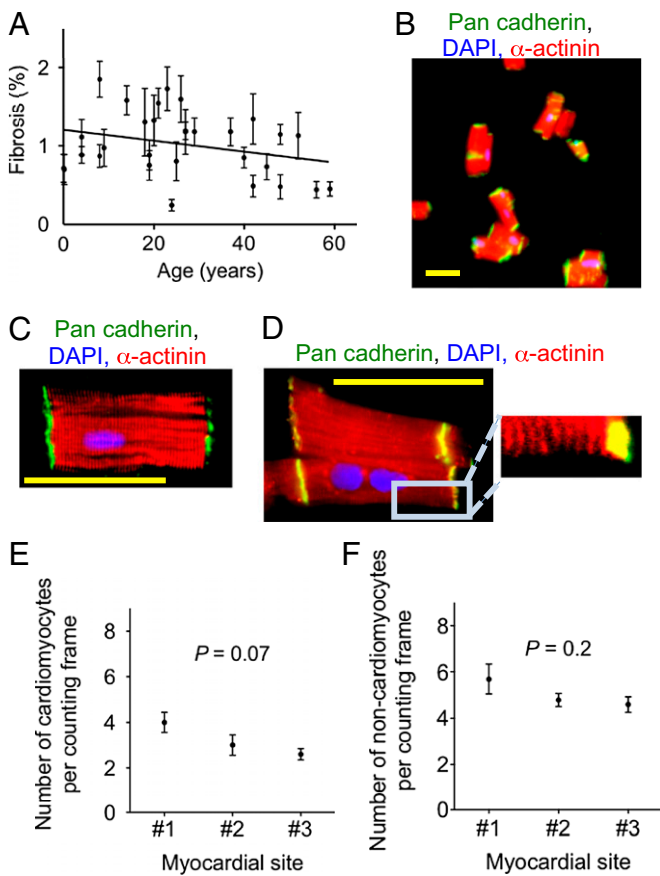 A
Fibrosis (%)
2
1
0
0
20
40
60
Age (years)
B
Pan cadherin,
DAPI, α-actinin
C
Pan cadherin,
DAPI, α-actinin
D
Pan cadherin, DAPI, α-actinin
E
Number of cardiomyocytes
per counting frame
8
6
4
2
0
P = 0.07
#1
#2
#3
Myocardial site
F
Number of non-cardiomyocytes
per counting frame
8
6
4
2
0
P = 0.2
#1
#2
#3
Myocardial site